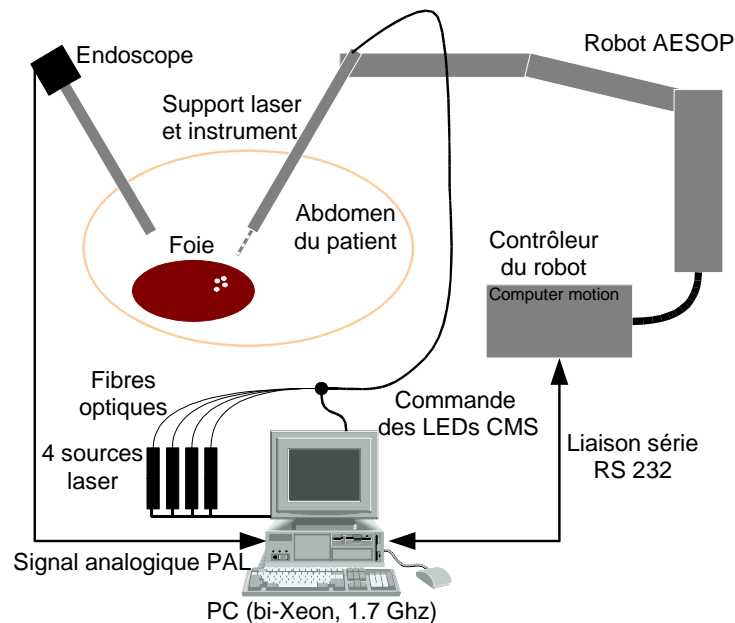 Endoscope
Robot AESOP
Support laser
et instrument
Abdomen
du patient
Foie
Contrôleur
du robot
Computer motion
Fibres
optiques
Commande
des LEDs CMS
4 sources
laser
Liaison série
RS 232
Signal analogique PAL
PC (bi-Xeon, 1.7 Ghz)